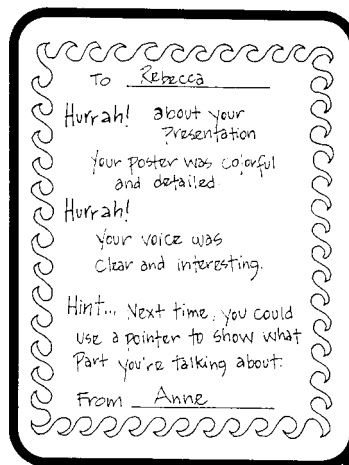 To Rebecca
Hurrah! about your
Presentation
Your poster was colorful
and detailed.
Hurrah!
Your voice was
Clear and interesting.
Hint... Next time, you could
use a pointer to show what
Part you're talking about.
From Anne